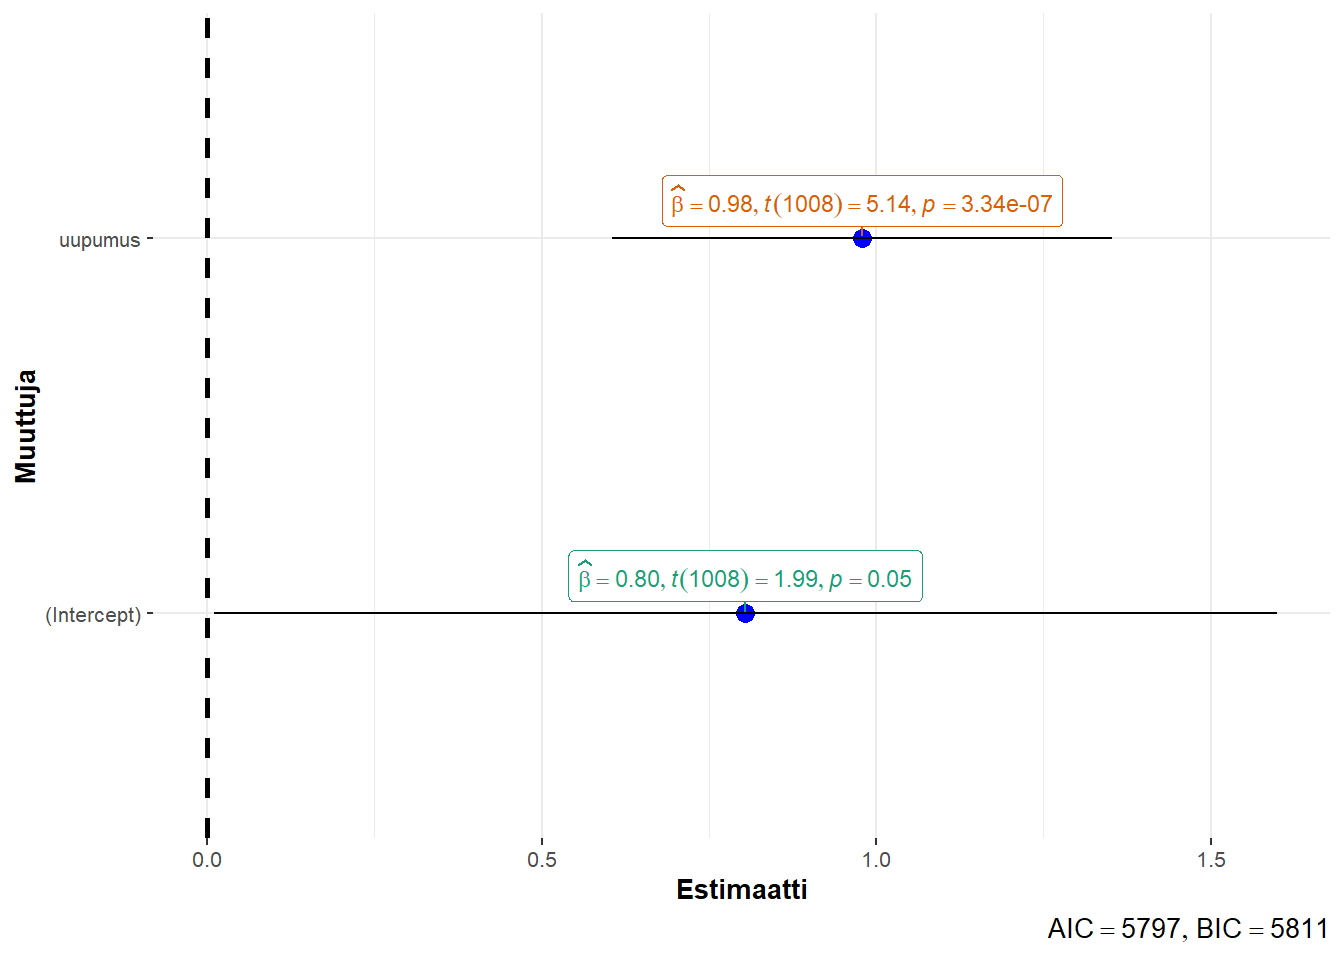 β̂ = 0.98, t(1008) = 5.14, p = 3.34e-07
uupumus
Muuttuja
β̂ = 0.80, t(1008) = 1.99, p = 0.05
(Intercept)
0.0 0.5 1.0 1.5
Estimaatti
AIC = 5797, BIC = 5811